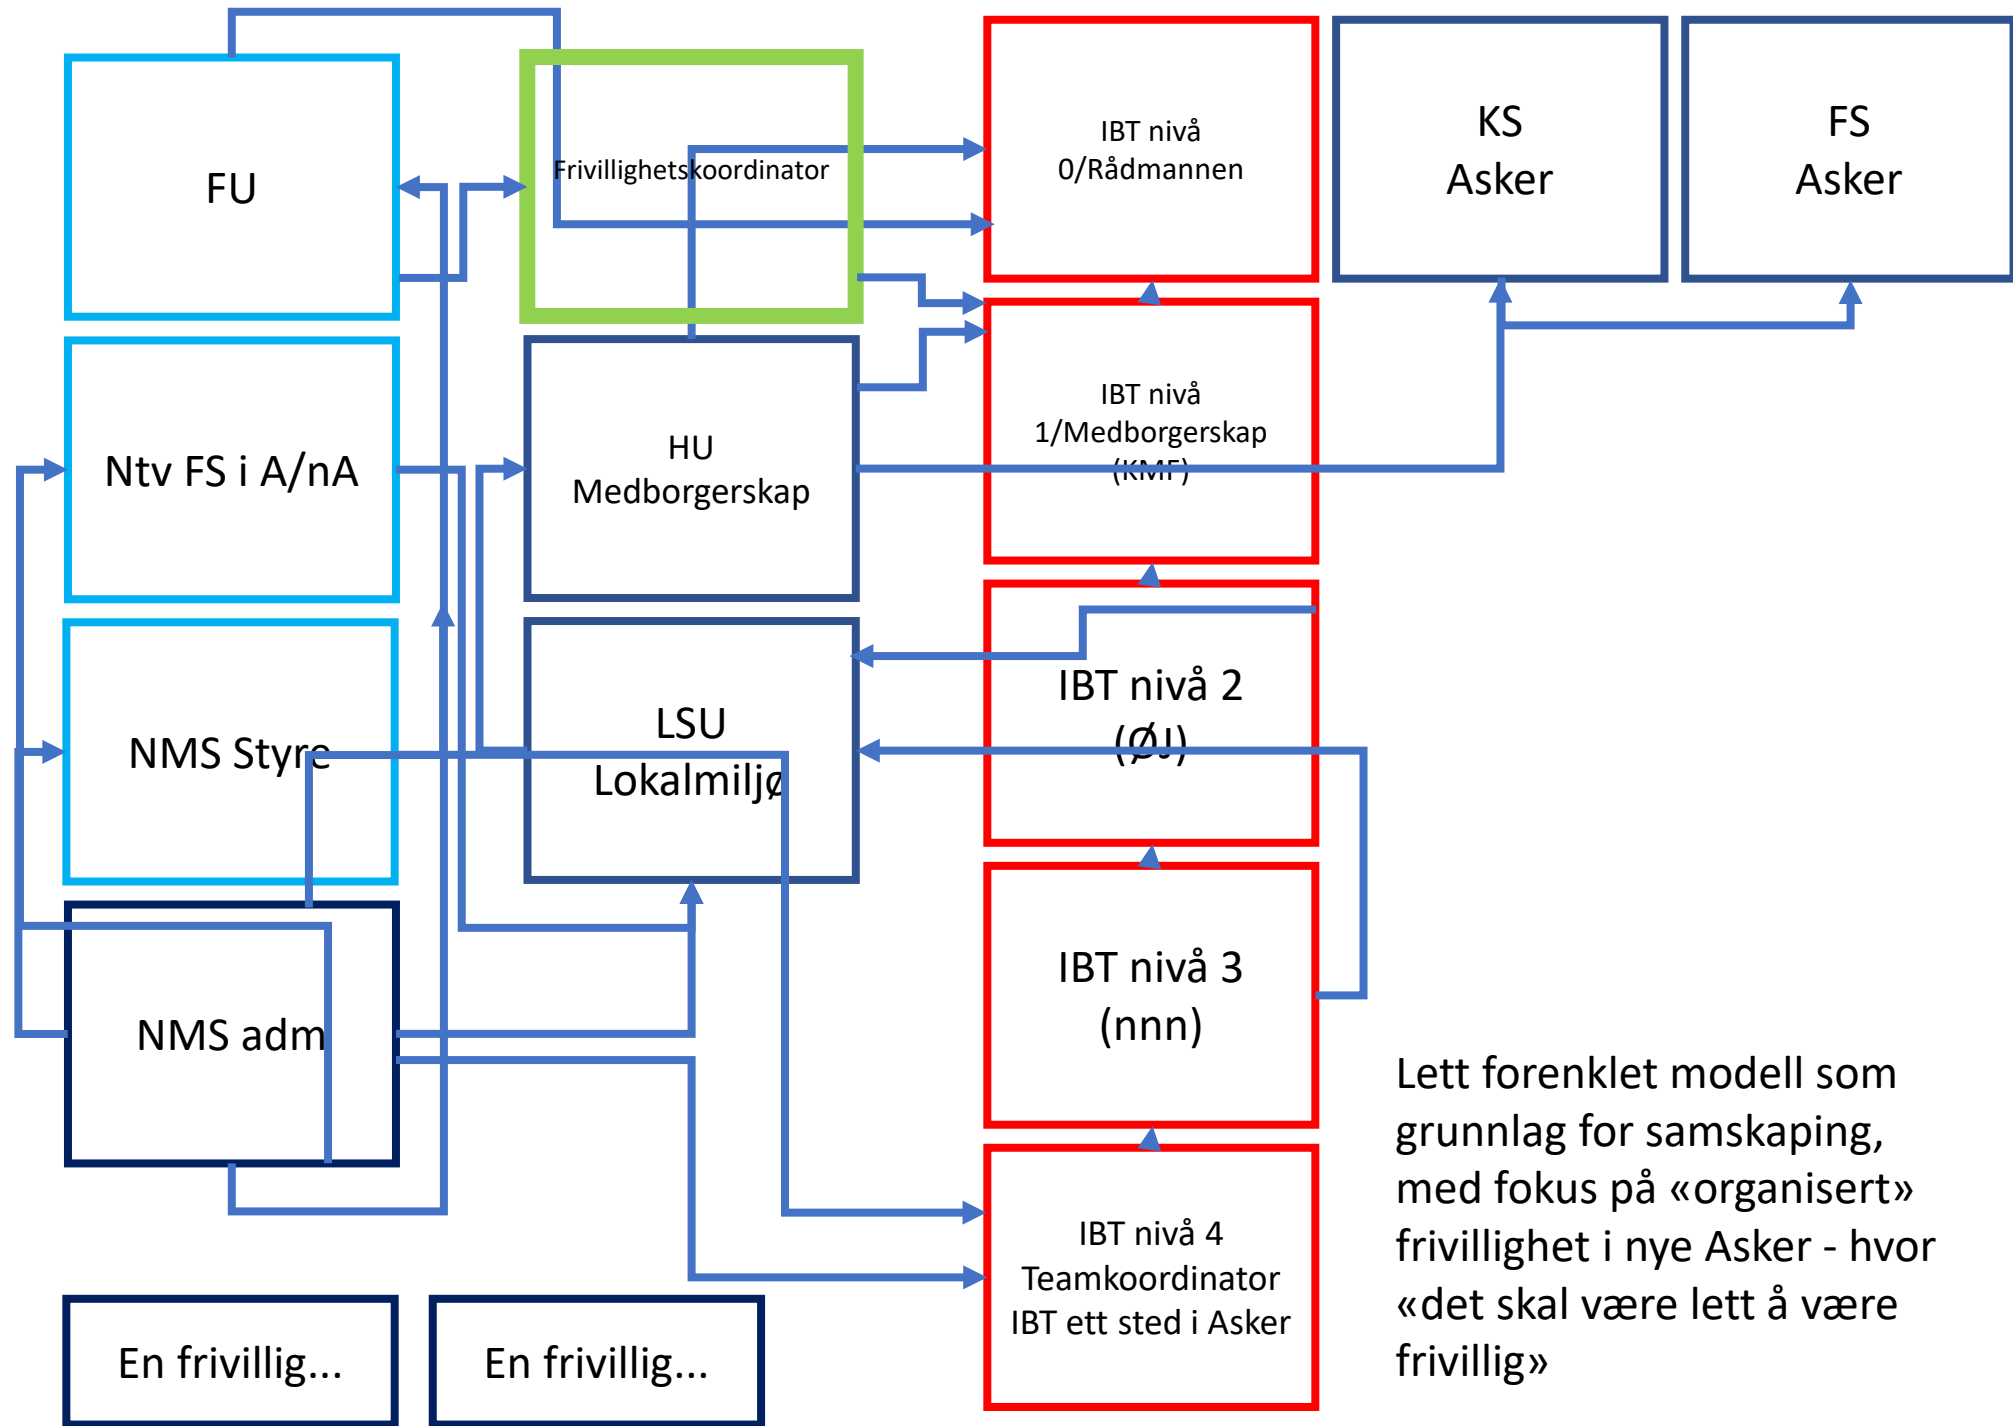 FU
Frivillighetskoordinator
IBT nivå
0/Rådmannen
KS
Asker
FS
Asker
Ntv FS i A/nA
HU
Medborgerskap
IBT nivå
1/Medborgerskap
(KMF)
NMS Styre
LSU
Lokalmiljø
IBT nivå 2
(ØJ)
NMS adm
IBT nivå 3
(nnn)
IBT nivå 4
Teamkoordinator
IBT ett sted i Asker
En frivillig...
En frivillig...
Lett forenklet modell som
grunnlag for samskaping,
med fokus på «organisert»
frivillighet i nye Asker - hvor
«det skal være lett å være
frivillig»